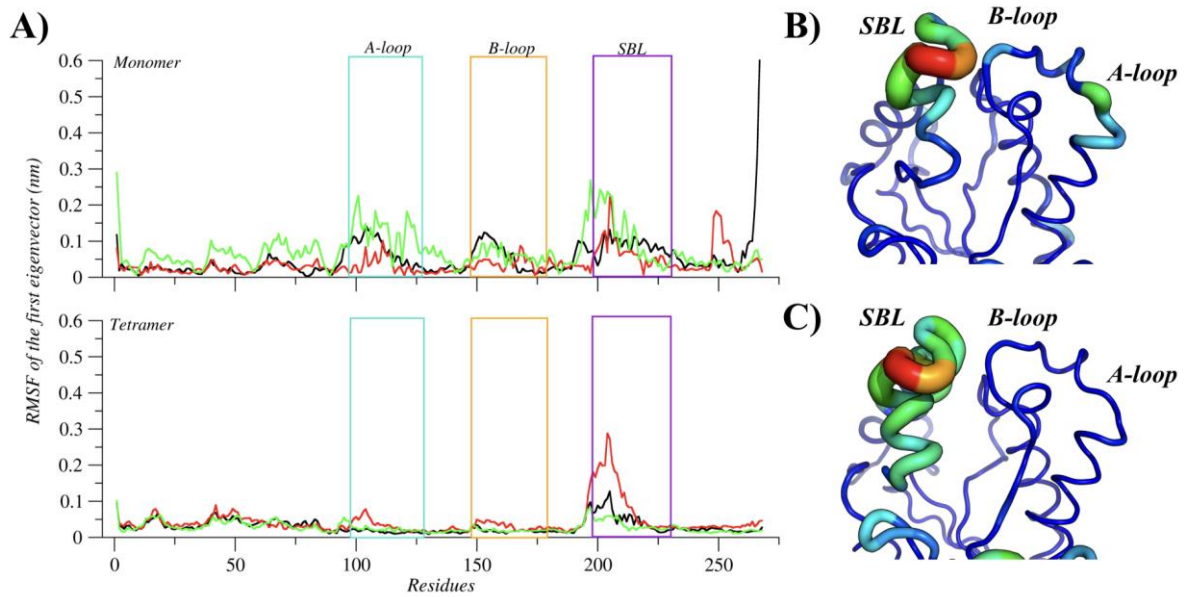 A)
A-loop
B-loop
SBL
Monomer
0.6
0.5
0.4
0.3
0.2
0.1
0
Tetramer
0.6
0.5
0.4
0.3
0.2
0.1
0
0
50
100
150
200
250
Residues
RMSF of the first eigenvector (nm)
B)
SBL
B-loop
A-loop
C)
SBL
B-loop
A-loop